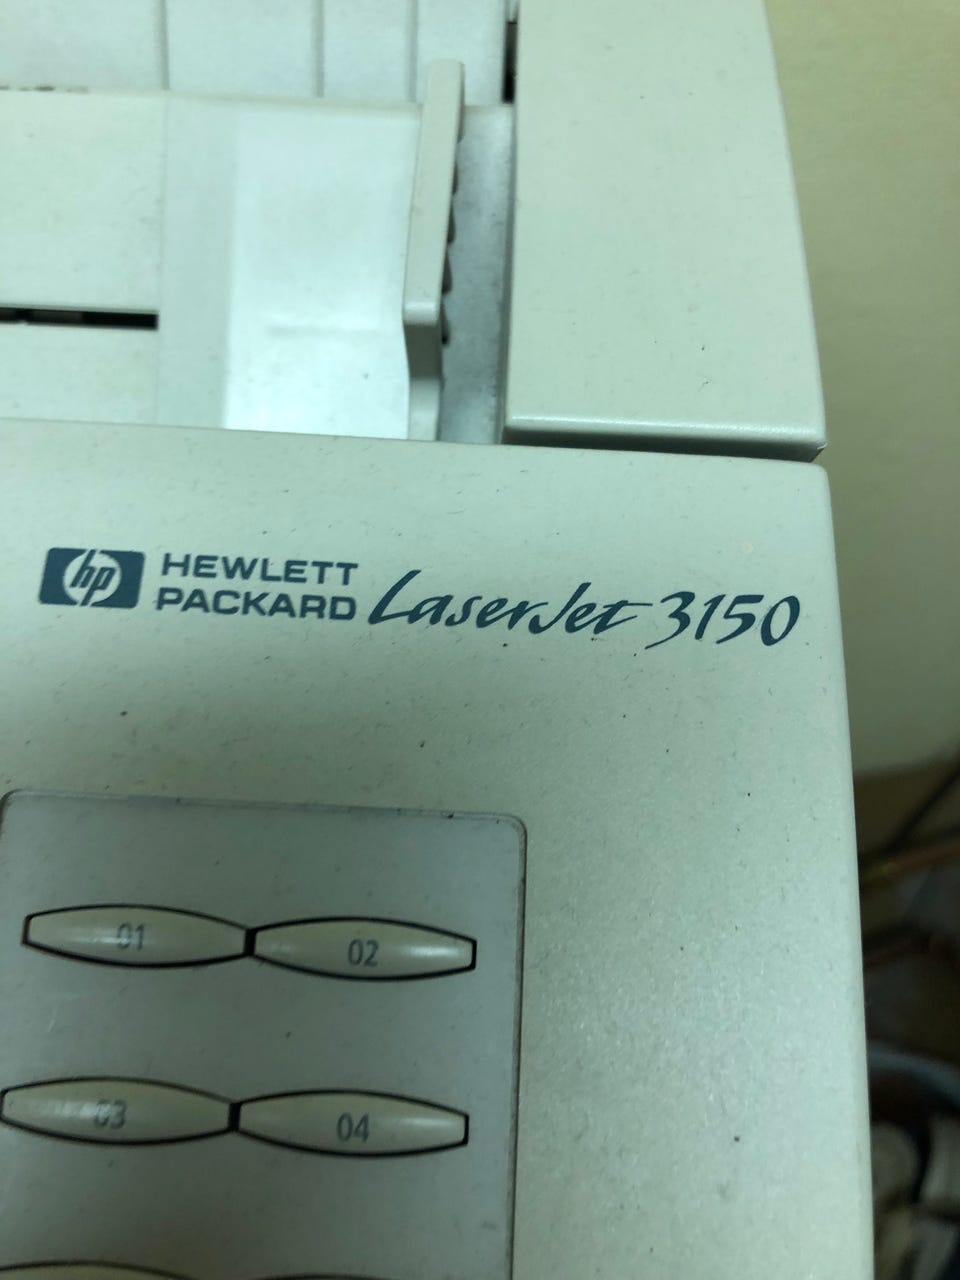 hp HEWLETT
PACKARD LaserJet 3150
01 02
03 04